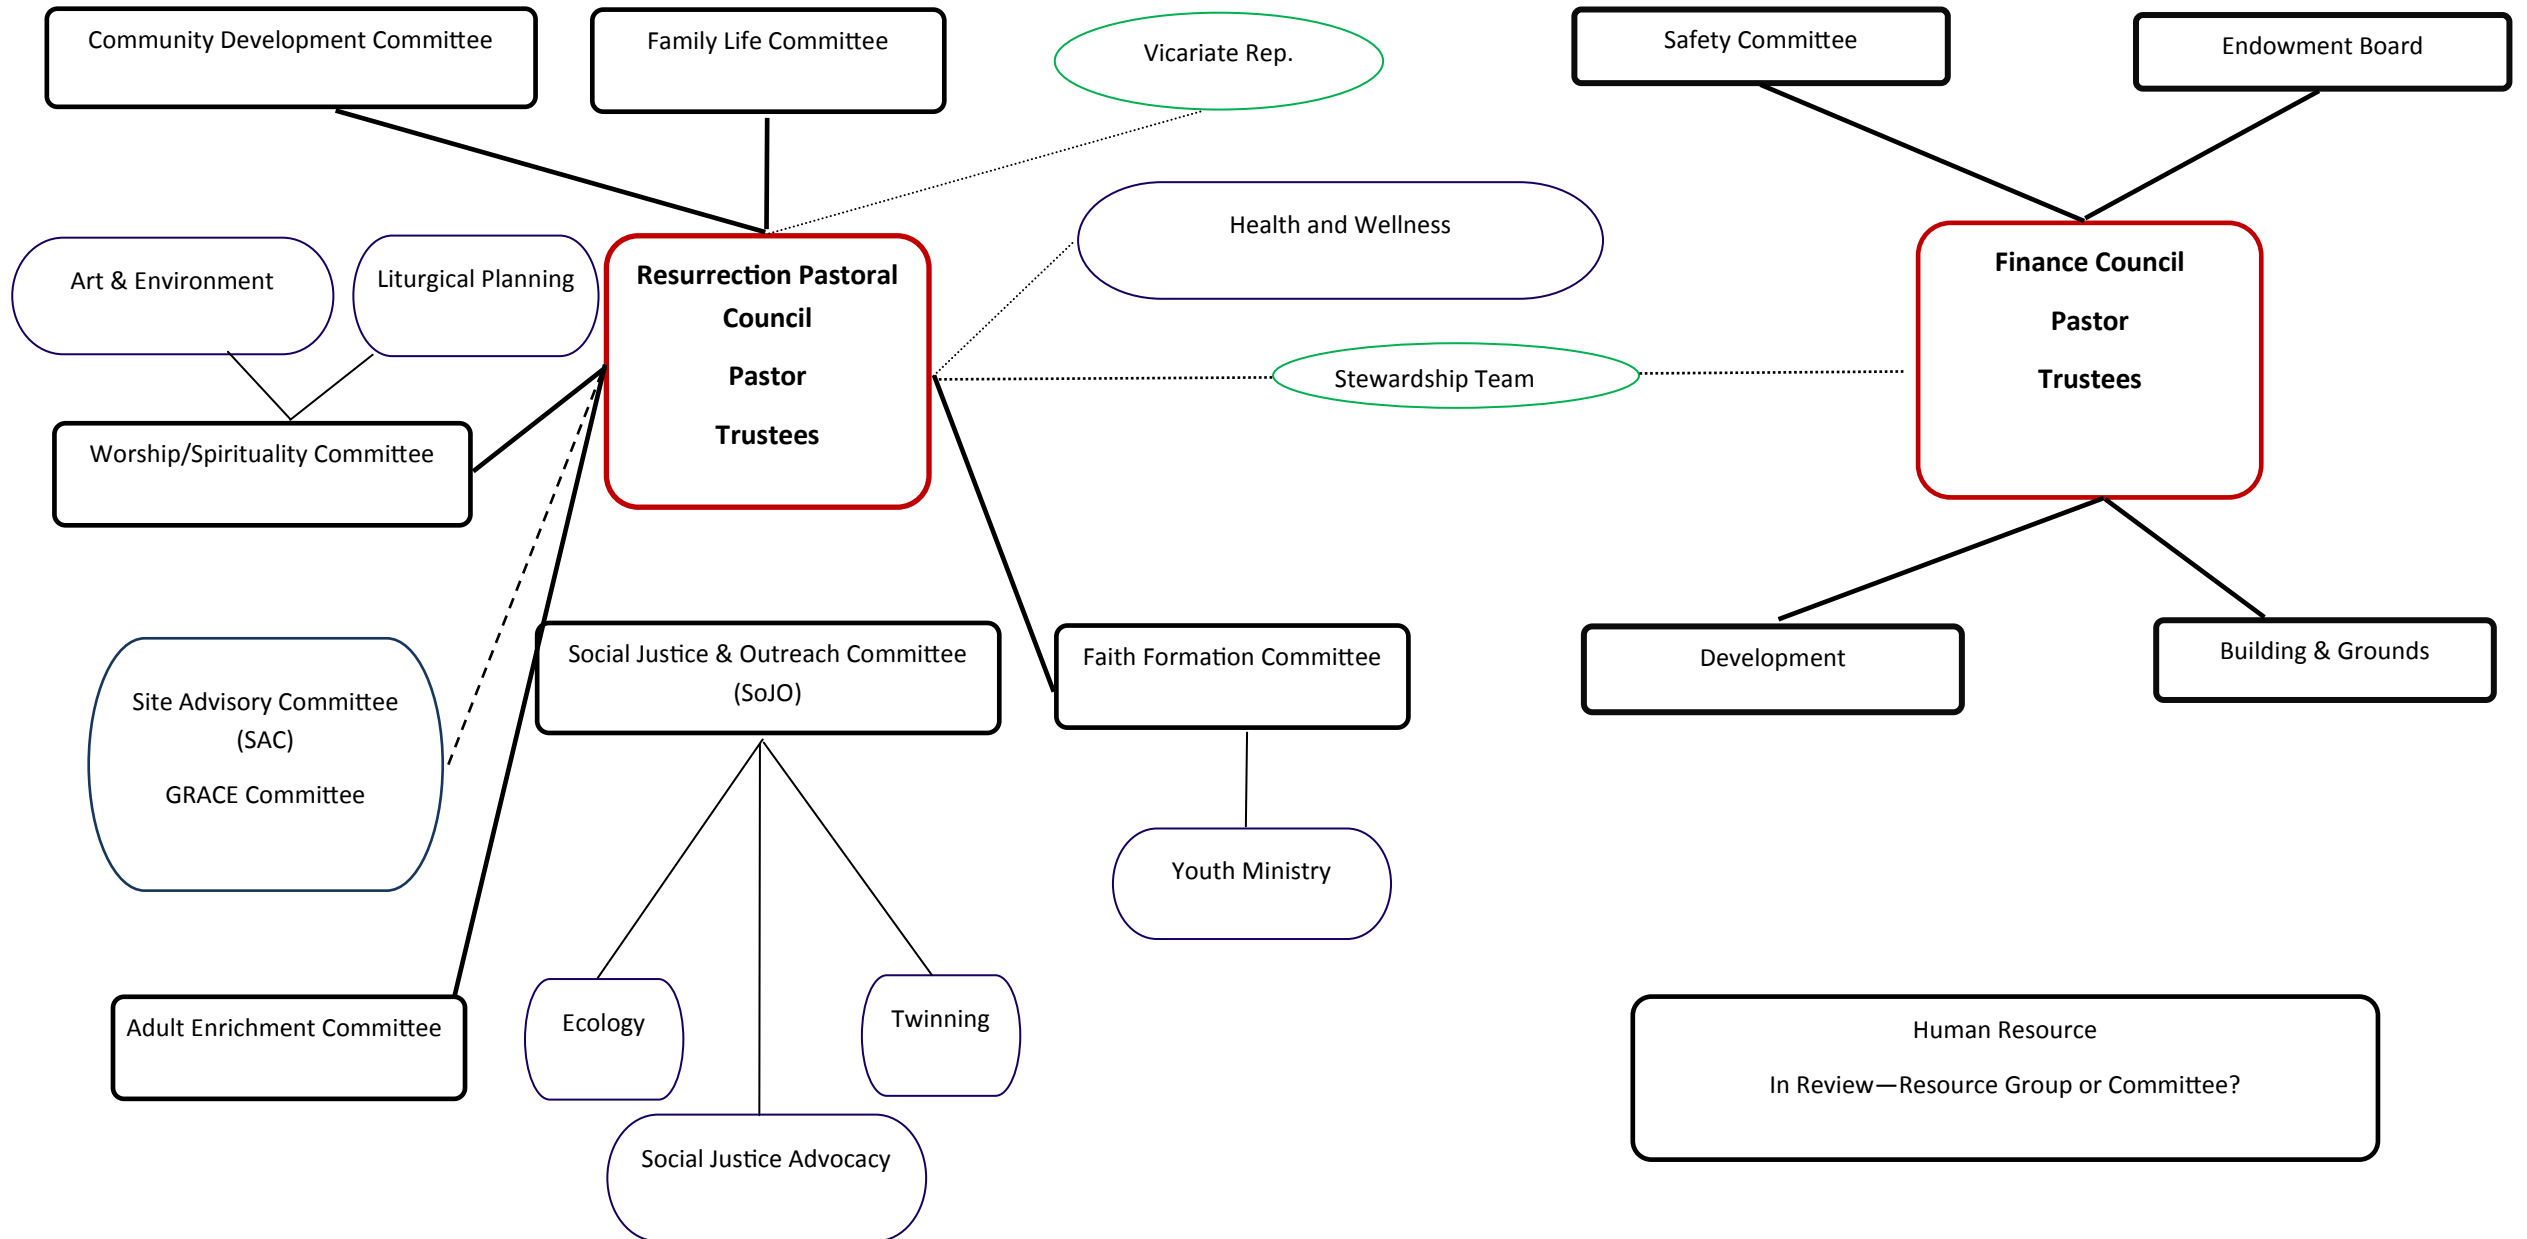 Community Development Committee
Family Life Committee
Vicariate Rep.
Safety Committee
Endowment Board
Art & Environment
Liturgical Planning
Resurrection Pastoral
Council
Pastor
Trustees
Health and Wellness
Stewardship Team
Finance Council
Pastor
Trustees
Worship/Spirituality Committee
Site Advisory Committee
(SAC)
GRACE Committee
Social Justice & Outreach Committee
(SoJO)
Faith Formation Committee
Development
Building & Grounds
Youth Ministry
Adult Enrichment Committee
Ecology
Twinning
Social Justice Advocacy
Human Resource
In Review—Resource Group or Committee?